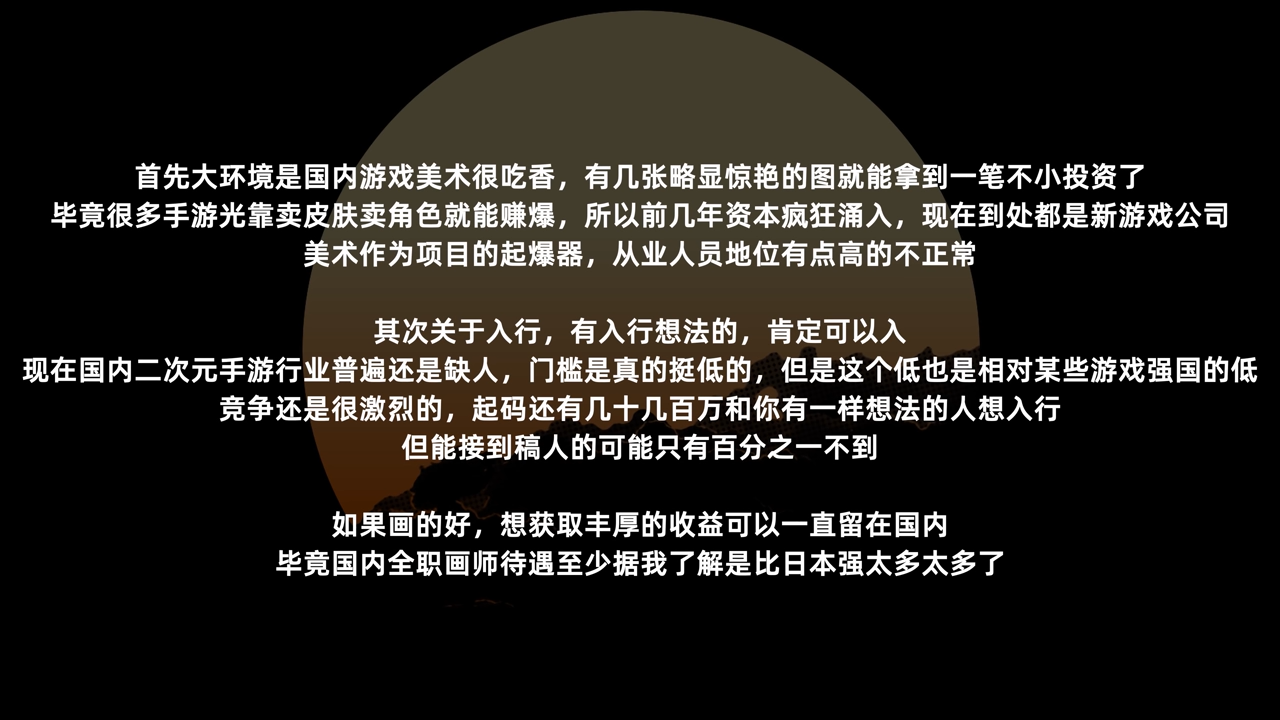 首先大环境是国内游戏美术很吃香，有几张略显惊艳的图就能拿到一笔不小投资了
毕竟很多手游光靠卖皮肤卖角色就能赚爆，所以前几年资本疯狂涌入，现在到处都是新游戏公司
美术作为项目的起爆器，从业人员地位有点高的不正常
其次关于入行，有入行想法的，肯定可以入
现在国内二次元手游行业普遍还是缺人，门槛是真的挺低的，但是这个低也是相对某些游戏强国的低
竞争还是很激烈的，起码还有几十几百万和你有一样想法的人想入行
但能接到稿人的可能只有百分之一不到
如果画的好，想获取丰厚的收益可以一直留在国内
毕竟国内全职画师待遇至少据我了解是比日本强太多太多了